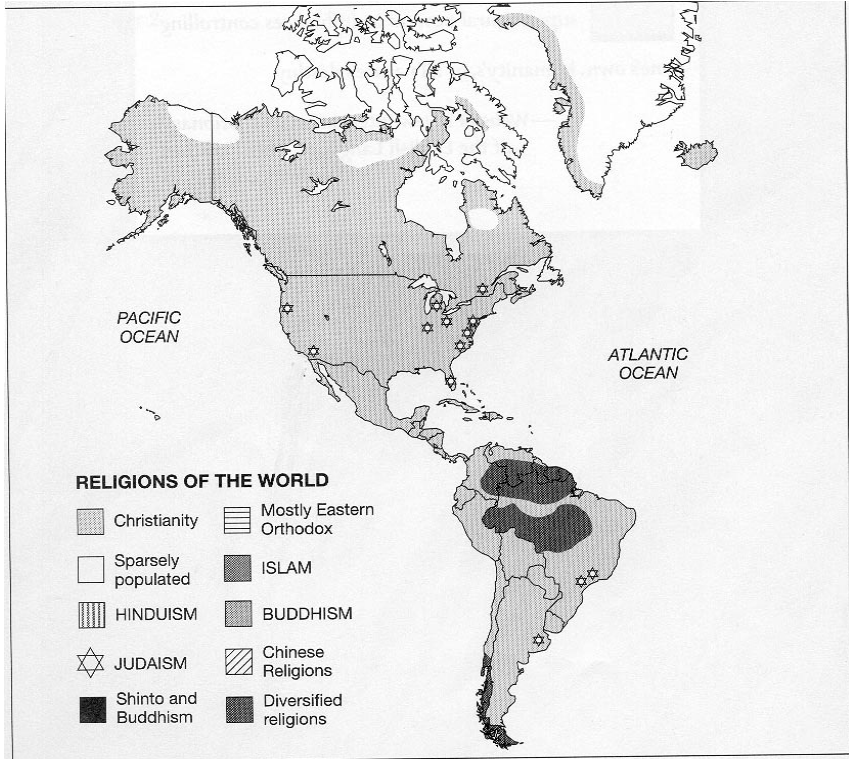 PACIFIC
OCEAN
ATLANTIC
OCEAN
RELIGIONS OF THE WORLD
Christianity
Mostly Eastern
Orthodox
Sparsely
populated
ISLAM
HINDUISM
BUDDHISM
JUDAISM
Chinese
Religions
Shinto and
Buddhism
Diversified
religions